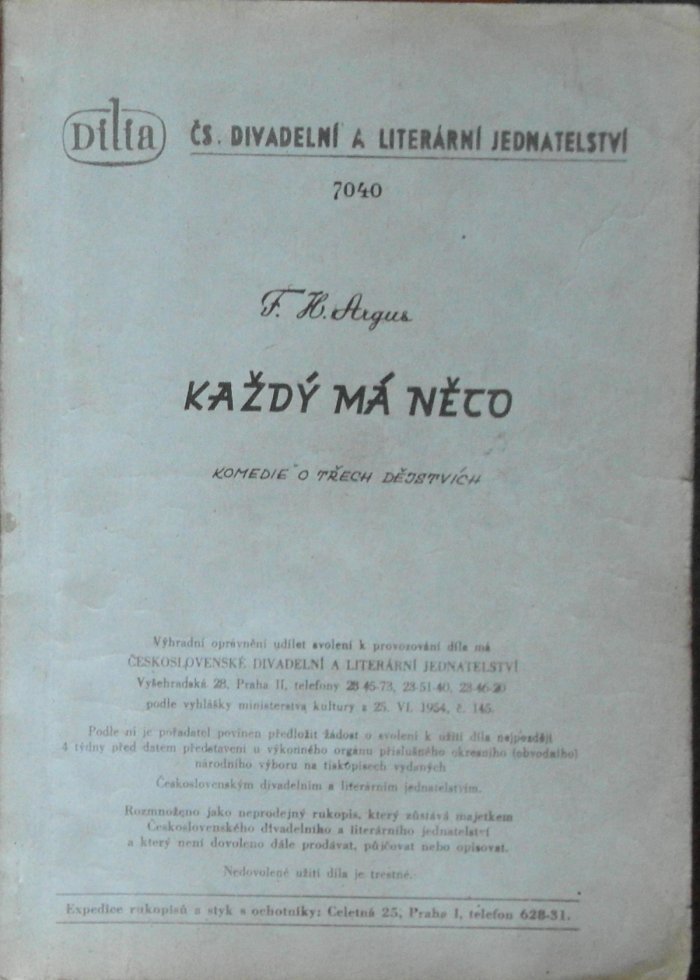 Dilia ČS. DIVADELNÍ A LITERÁRNÍ JEDNATELSTVÍ
7040
F. H. Argus
KAŽDÝ MÁ NĚCO
KOMEDIE O TŘECH DĚJSTVÍCH
Výhradní oprávnění udílet svolení k provozování díla má
ČESKOSLOVENSKÉ DIVADELNÍ A LITERÁRNÍ JEDNATELSTVÍ
Vyšehradská 28, Praha II, telefony 28 45-73, 23-51-40, 23-46-20
podle vyhlášky ministerstva kultury z 25. VI. 1954, č. 145.
Podle ní je pořadatel povinen předložit žádost o svolení k užití díla nejpozději
4 týdny před datem představení u výkonného orgánu příslušného okresního (obvodního)
národního výboru na tiskopisech vydaných
Československým divadelním a literárním jednatelstvím.
Rozmnoženo jako neprodejný rukopis, který zůstává majetkem
Československého divadelního a literárního jednatelství
a který není dovoleno dále prodávat, půjčovat nebo opisovat.
Nedovolené užití díla je trestné.
Expedice rukopisů a styk s ochotníky: Celetná 25, Praha I, telefon 628-31.